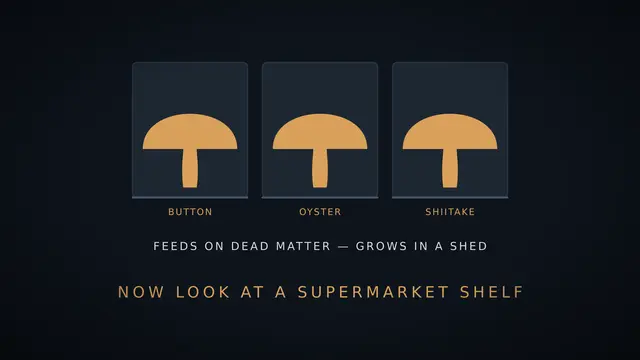 BUTTON OYSTER SHIITAKE
FEEDS ON DEAD MATTER — GROWS IN A SHED
NOW LOOK AT A SUPERMARKET SHELF